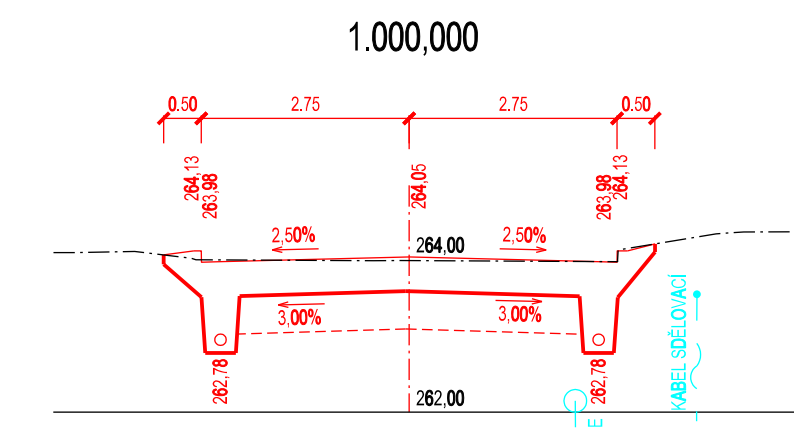 1.000,000
0.50 2.75 2.75 0.50
264,13
263,98
264,05
263,98
264,13
2,50% 264,00 2,50%
3,00% 3,00%
262,78 262,78
262,00
KABEL SDĚLOVACÍ
E